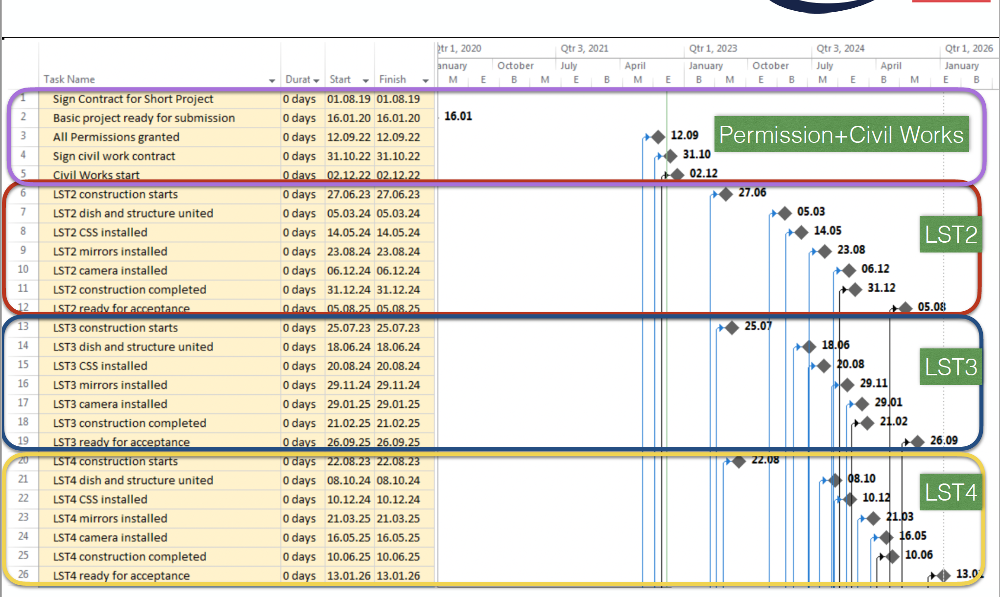 Qtr 1, 2020 Qtr 3, 2021 Qtr 1, 2023 Qtr 3, 2024 Qtr 1, 2026
anuary October July April January October July April January
Task Name Durat Start Finish M E B M E B M E B M E B M E B M E B
1 Sign Contract for Short Project 0 days 01.08.19 01.08.19
2 Basic project ready for submission 0 days 16.01.20 16.01.20 16.01
3 All Permissions granted 0 days 12.09.22 12.09.22 12.09 Permission+Civil Works
4 Sign civil work contract 0 days 31.10.22 31.10.22 31.10
5 Civil Works start 0 days 02.12.22 02.12.22 02.12
6 LST2 construction starts 0 days 27.06.23 27.06.23 27.06
7 LST2 dish and structure united 0 days 05.03.24 05.03.24 05.03
8 LST2 CSS installed 0 days 14.05.24 14.05.24 14.05 LST2
9 LST2 mirrors installed 0 days 23.08.24 23.08.24 23.08
10 LST2 camera installed 0 days 06.12.24 06.12.24 06.12
11 LST2 construction completed 0 days 31.12.24 31.12.24 31.12
12 LST2 ready for acceptance 0 days 05.08.25 05.08.25 05.08
13 LST3 construction starts 0 days 25.07.23 25.07.23 25.07
14 LST3 dish and structure united 0 days 18.06.24 18.06.24 18.06
15 LST3 CSS installed 0 days 20.08.24 20.08.24 20.08 LST3
16 LST3 mirrors installed 0 days 29.11.24 29.11.24 29.11
17 LST3 camera installed 0 days 29.01.25 29.01.25 29.01
18 LST3 construction completed 0 days 21.02.25 21.02.25 21.02
19 LST3 ready for acceptance 0 days 26.09.25 26.09.25 26.09
20 LST4 construction starts 0 days 22.08.23 22.08.23 22.08
21 LST4 dish and structure united 0 days 08.10.24 08.10.24 08.10
22 LST4 CSS installed 0 days 10.12.24 10.12.24 10.12 LST4
23 LST4 mirrors installed 0 days 21.03.25 21.03.25 21.03
24 LST4 camera installed 0 days 16.05.25 16.05.25 16.05
25 LST4 construction completed 0 days 10.06.25 10.06.25 10.06
26 LST4 ready for acceptance 0 days 13.01.26 13.01.26 13.01